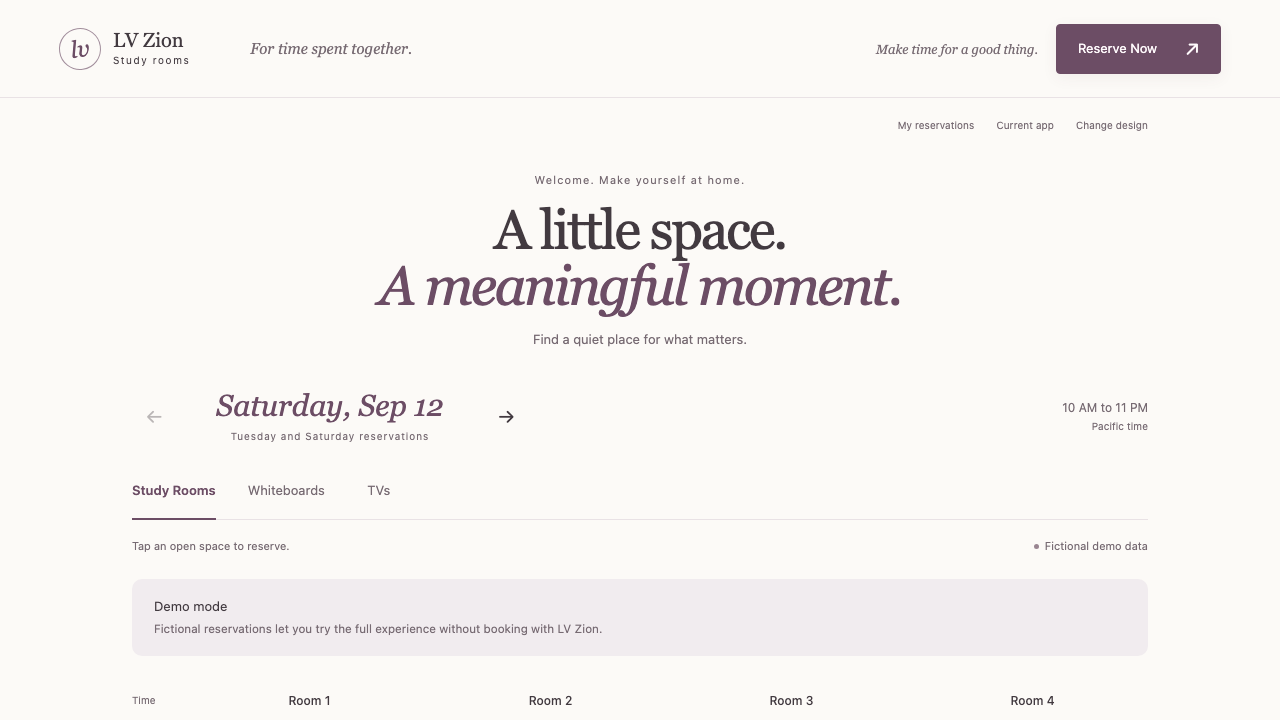 lv
LV Zion
Study rooms
For time spent together.
Make time for a good thing.
Reserve Now
My reservations
Current app
Change design
Welcome. Make yourself at home.
A little space.
A meaningful moment.
Find a quiet place for what matters.
Saturday, Sep 12
Tuesday and Saturday reservations
10 AM to 11 PM
Pacific time
Study Rooms
Whiteboards
TVs
Tap an open space to reserve.
Fictional demo data
Demo mode
Fictional reservations let you try the full experience without booking with LV Zion.
Time
Room 1
Room 2
Room 3
Room 4